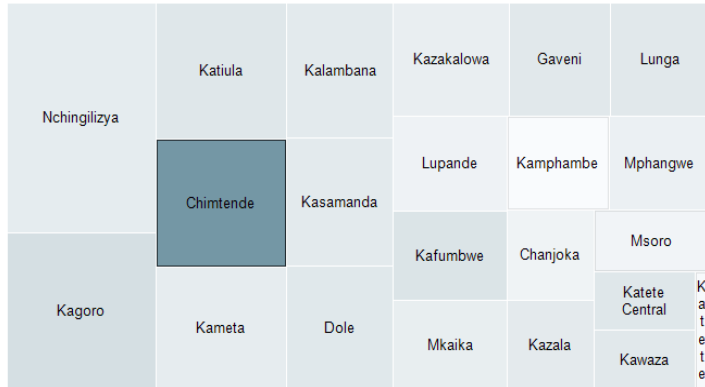 Nchingilizya
Katiula
Kalambana
Kazakalowa
Gaveni
Lunga
Chimtende
Kasamanda
Lupande
Kamphambe
Mphangwe
Kagoro
Kameta
Dole
Kafumbwe
Chanjoka
Msoro
Mkaika
Kazala
Katete
Central
Kawaza
K
a
t
e
t
e